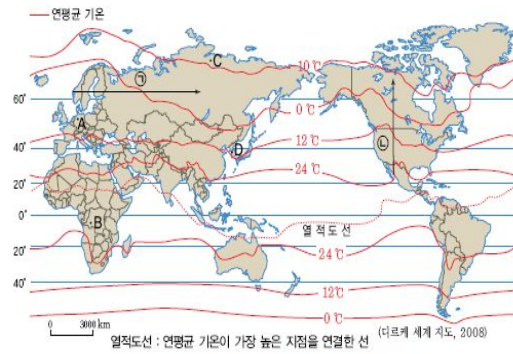 연평균 기온
C
10℃
㉠
60°
0℃
A
12℃
㉡
40°
D
24℃
20°
0°
열 적 도 선
B
20°
24℃
40°
12℃
0℃
0 3000 km
(디르케 세계 지도, 2008)
열적도선 : 연평균 기온이 가장 높은 지점을 연결한 선